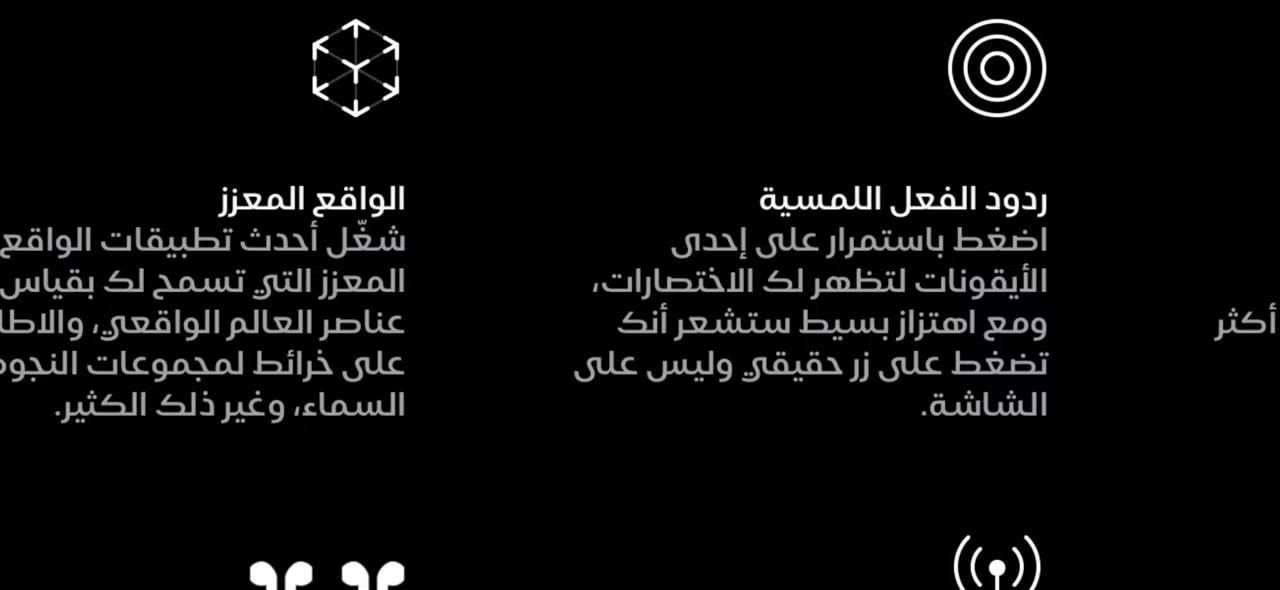 ردود الفعل اللمسية
اضغط باستمرار على إحدى
الأيقونات لتظهر لك الاختصارات،
ومع اهتزاز بسيط ستشعر أنك
تضغط على زر حقيقي وليس على
الشاشة.
الواقع المعزز
شغّل أحدث تطبيقات الواقع
المعزز التي تسمح لك بقياس
عناصر العالم الواقعي،
على خرائط لمجموعات
السماء، وغير ذلك الكثير.
أكثر